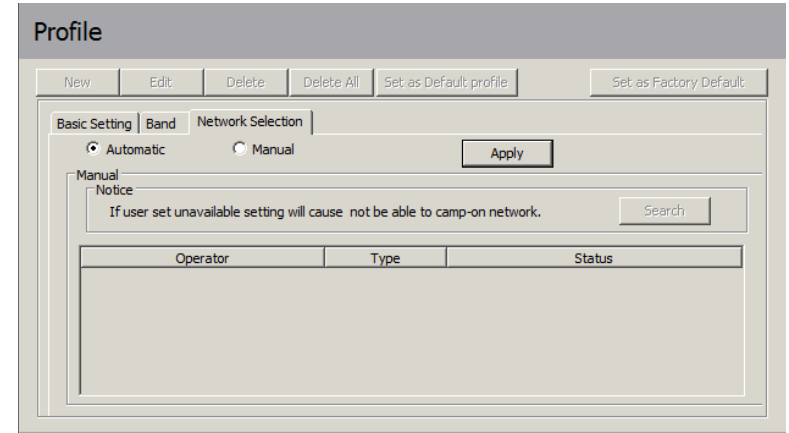 Profile
New Edit Delete Delete All Set as Default profile Set as Factory Default
Basic Setting Band Network Selection
Automatic Manual Apply
Manual
Notice
If user set unavailable setting will cause not be able to camp-on network. Search
Operator Type Status